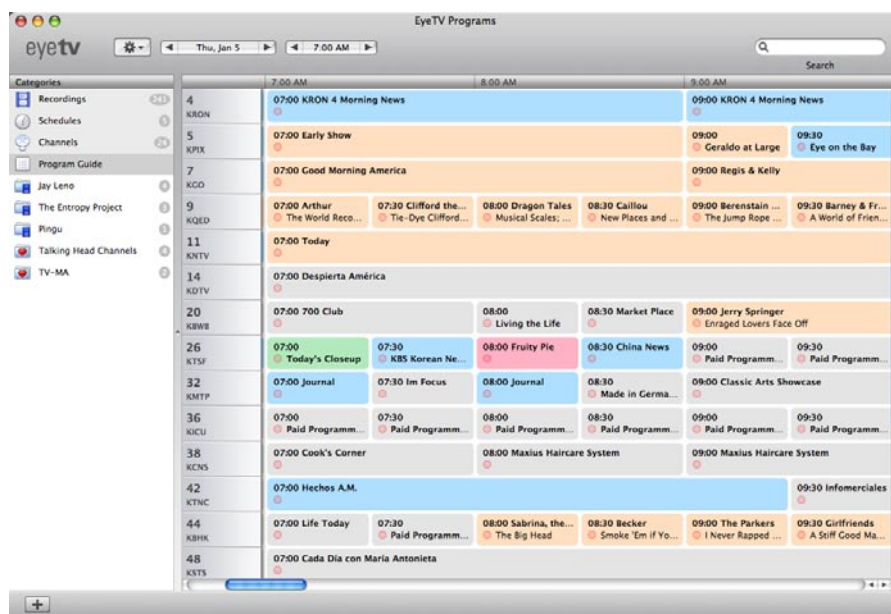 EyeTV Programs
eyetv
Thu, Jan 5
7:00 AM
Search
Categories
7:00 AM 8:00 AM 9:00 AM
Recordings
Schedules
Channels
Program Guide
Jay Leno
The Entropy Project
Pingu
Talking Head Channels
TV-MA
4 07:00 KRON 4 Morning News 09:00 KRON 4 Morning News
KRON
5 07:00 Early Show 09:00 09:30
KPIX Geraldo at Large Eye on the Bay
7 07:00 Good Morning America 09:00 Regis & Kelly
KGO
9 07:00 Arthur 07:30 Clifford the... 08:00 Dragon Tales 08:30 Caillou 09:00 Berenstain ... 09:30 Barney & Fr...
KQED The World Reco... Tie-Dye Clifford... Musical Scales; ... New Places and ... The Jump Rope ... A World of Frien...
11 07:00 Today
KNTV
14 07:00 Despierta América
KDTV
20 07:00 700 Club 08:00 08:30 Market Place 09:00 Jerry Springer
KBWB Living the Life Enraged Lovers Face Off
26 07:00 07:30 08:00 Fruity Pie 08:30 China News 09:00 09:30
KTSF Today's Closeup KBS Korean Ne... Paid Programm... Paid Programm...
32 07:00 Journal 07:30 Im Focus 08:00 Journal 08:30 09:00 Classic Arts Showcase
KMTP Made in Germa...
36 07:00 07:30 08:00 08:30 09:00 09:30
KICU Paid Programm... Paid Programm... Paid Programm... Paid Programm... Paid Programm... Paid Programm...
38 07:00 Cook's Corner 08:00 Maxius Haircare System 09:00 Maxius Haircare System
KCNS
42 07:00 Hechos A.M. 09:30 Infomerciales
KTNC
44 07:00 Life Today 07:30 08:00 Sabrina, the... 08:30 Becker 09:00 The Parkers 09:30 Girlfriends
KBHK Paid Programm... The Big Head Smoke 'Em if Yo... I Never Rapped ... A Stiff Good Ma...
48 07:00 Cada Día con María Antonieta
KSTS